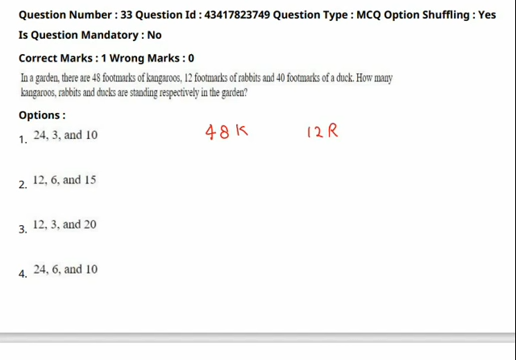 Question Number : 33 Question Id : 43417823749 Question Type : MCQ Option Shuffling : Yes
Is Question Mandatory : No
Correct Marks : 1 Wrong Marks : 0
In a garden, there are 48 footmarks of kangaroos, 12 footmarks of rabbits and 40 footmarks of a duck. How many
kangaroos, rabbits and ducks are standing respectively in the garden?
Options :
1. 24, 3, and 10
48 K 12 R
2. 12, 6, and 15
3. 12, 3, and 20
4. 24, 6, and 10